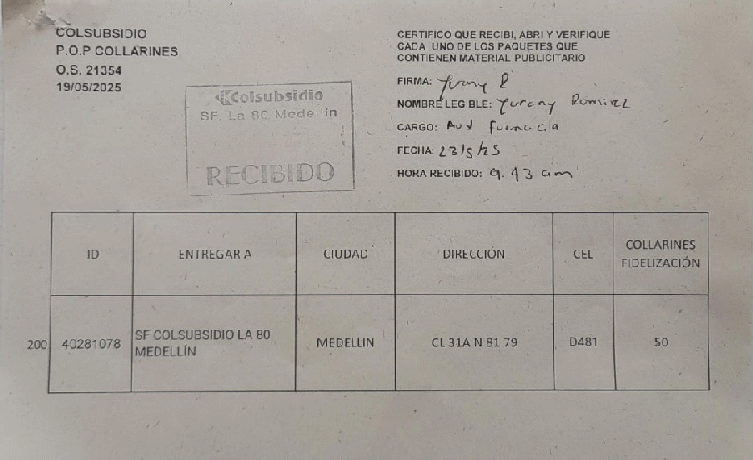 COLSUBSIDIO
P.O.P COLLARINES
O.S. 21354
19/05/2025
Colsubsidio
SF. La 80 Medellin
RECIBIDO
CERTIFICO QUE RECIBI, ABRI Y VERIFIQUE
CADA UNO DE LOS PAQUETES QUE
CONTIENEN MATERIAL PUBLICITARIO
FIRMA: Yurany R
NOMBRE LEGIBLE: Yurany Ramirez
CARGO: Aux Farmacia
FECHA: 23/5/25
HORA RECIBIDO: 9:43 am
ID ENTREGAR A CIUDAD DIRECCIÓN CEL COLLARINES FIDELIZACIÓN
200 40281078 SF COLSUBSIDIO LA 80 MEDELLÍN MEDELLIN CL 31A N 81 79 D481 50